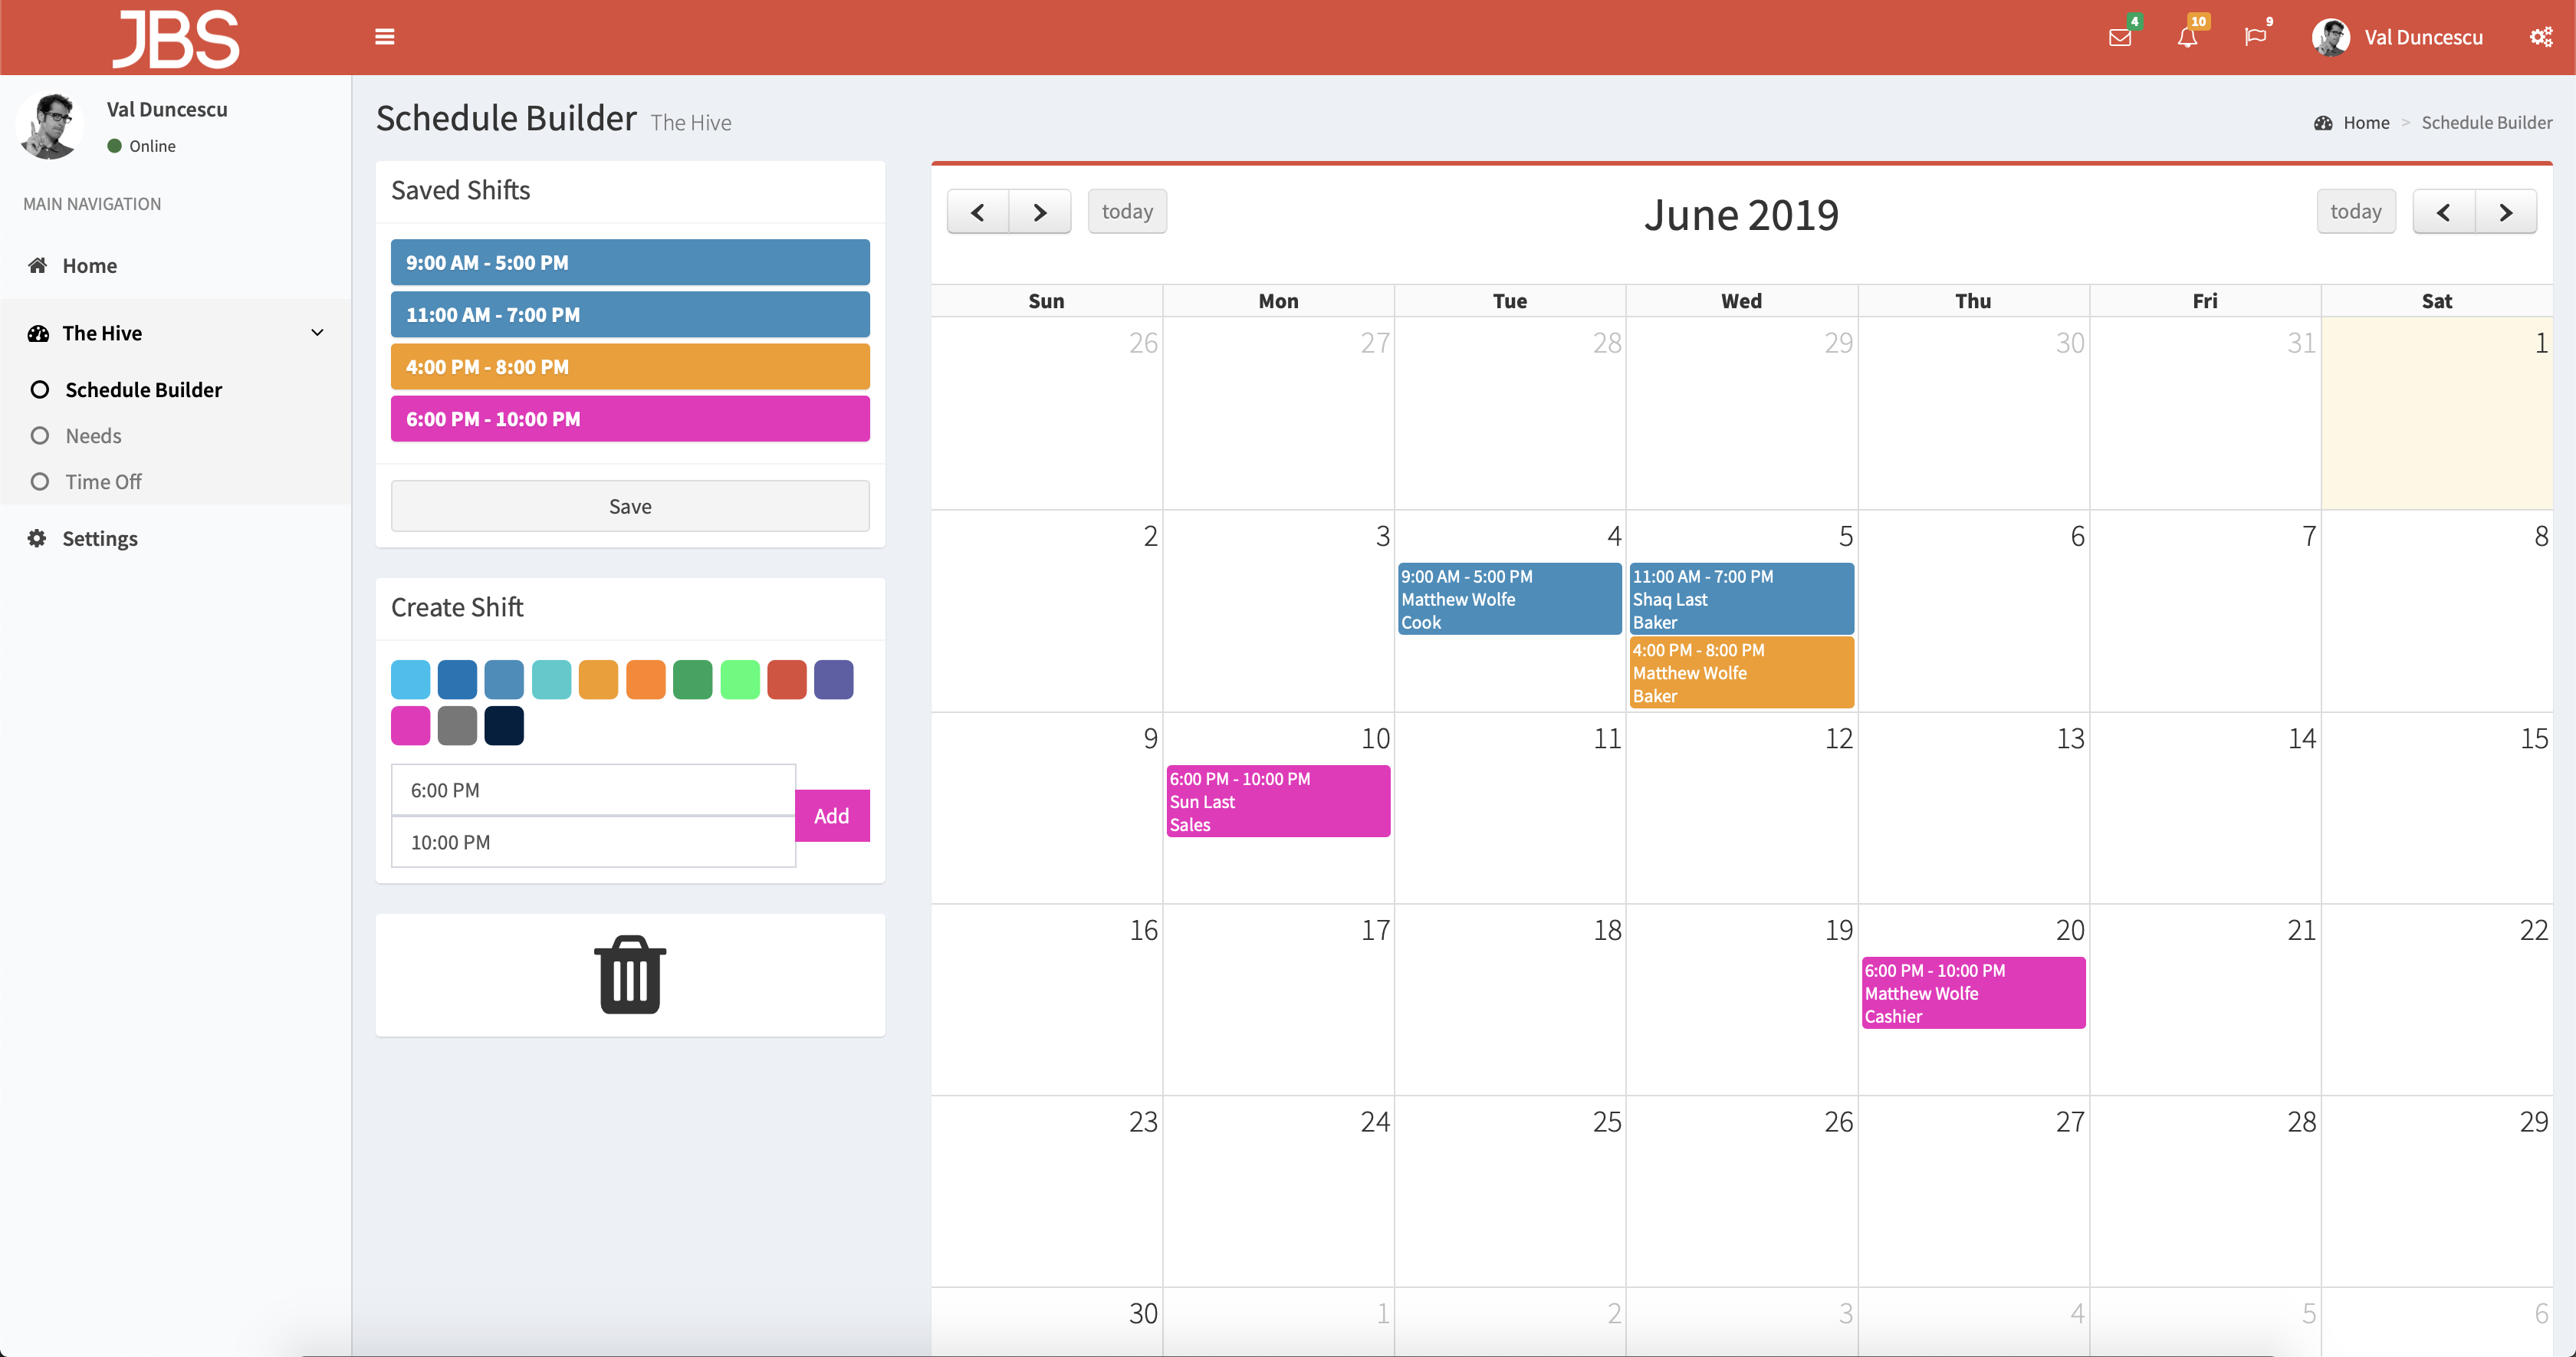 JBS
4
10
9
Val Duncescu
Val Duncescu
Online
MAIN NAVIGATION
Home
The Hive
Schedule Builder
Needs
Time Off
Settings
Schedule Builder The Hive
Home > Schedule Builder
Saved Shifts
9:00 AM - 5:00 PM
11:00 AM - 7:00 PM
4:00 PM - 8:00 PM
6:00 PM - 10:00 PM
Save
Create Shift
6:00 PM
10:00 PM
Add
today
June 2019
today
Sun Mon Tue Wed Thu Fri Sat
26 27 28 29 30 31 1
2 3 4 5 6 7 8
9:00 AM - 5:00 PM
Matthew Wolfe
Cook
11:00 AM - 7:00 PM
Shaq Last
Baker
4:00 PM - 8:00 PM
Matthew Wolfe
Baker
9 10 11 12 13 14 15
6:00 PM - 10:00 PM
Sun Last
Sales
16 17 18 19 20 21 22
6:00 PM - 10:00 PM
Matthew Wolfe
Cashier
23 24 25 26 27 28 29
30 1 2 3 4 5 6